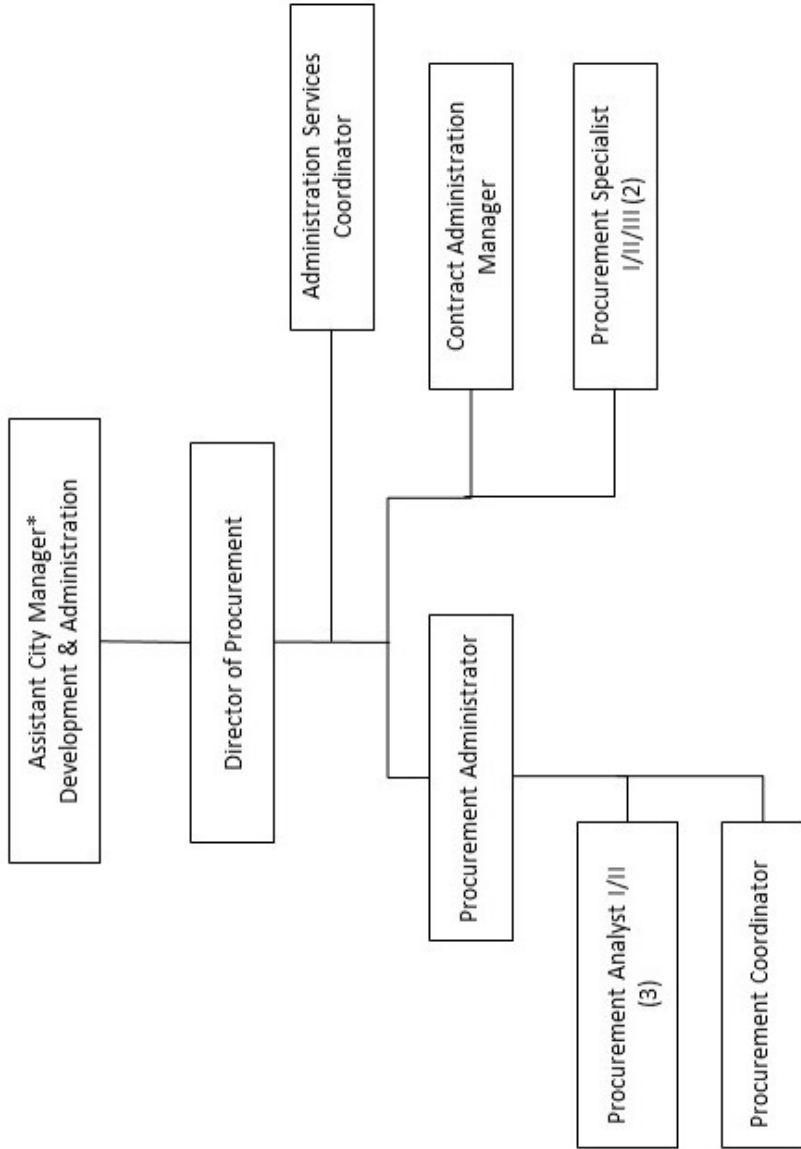 Assistant City Manager*
Development & Administration
Director of Procurement
Administration Services
Coordinator
Procurement Administrator
Contract Administration
Manager
Procurement Analyst I/II
(3)
Procurement Specialist
I/II/III (2)
Procurement Coordinator